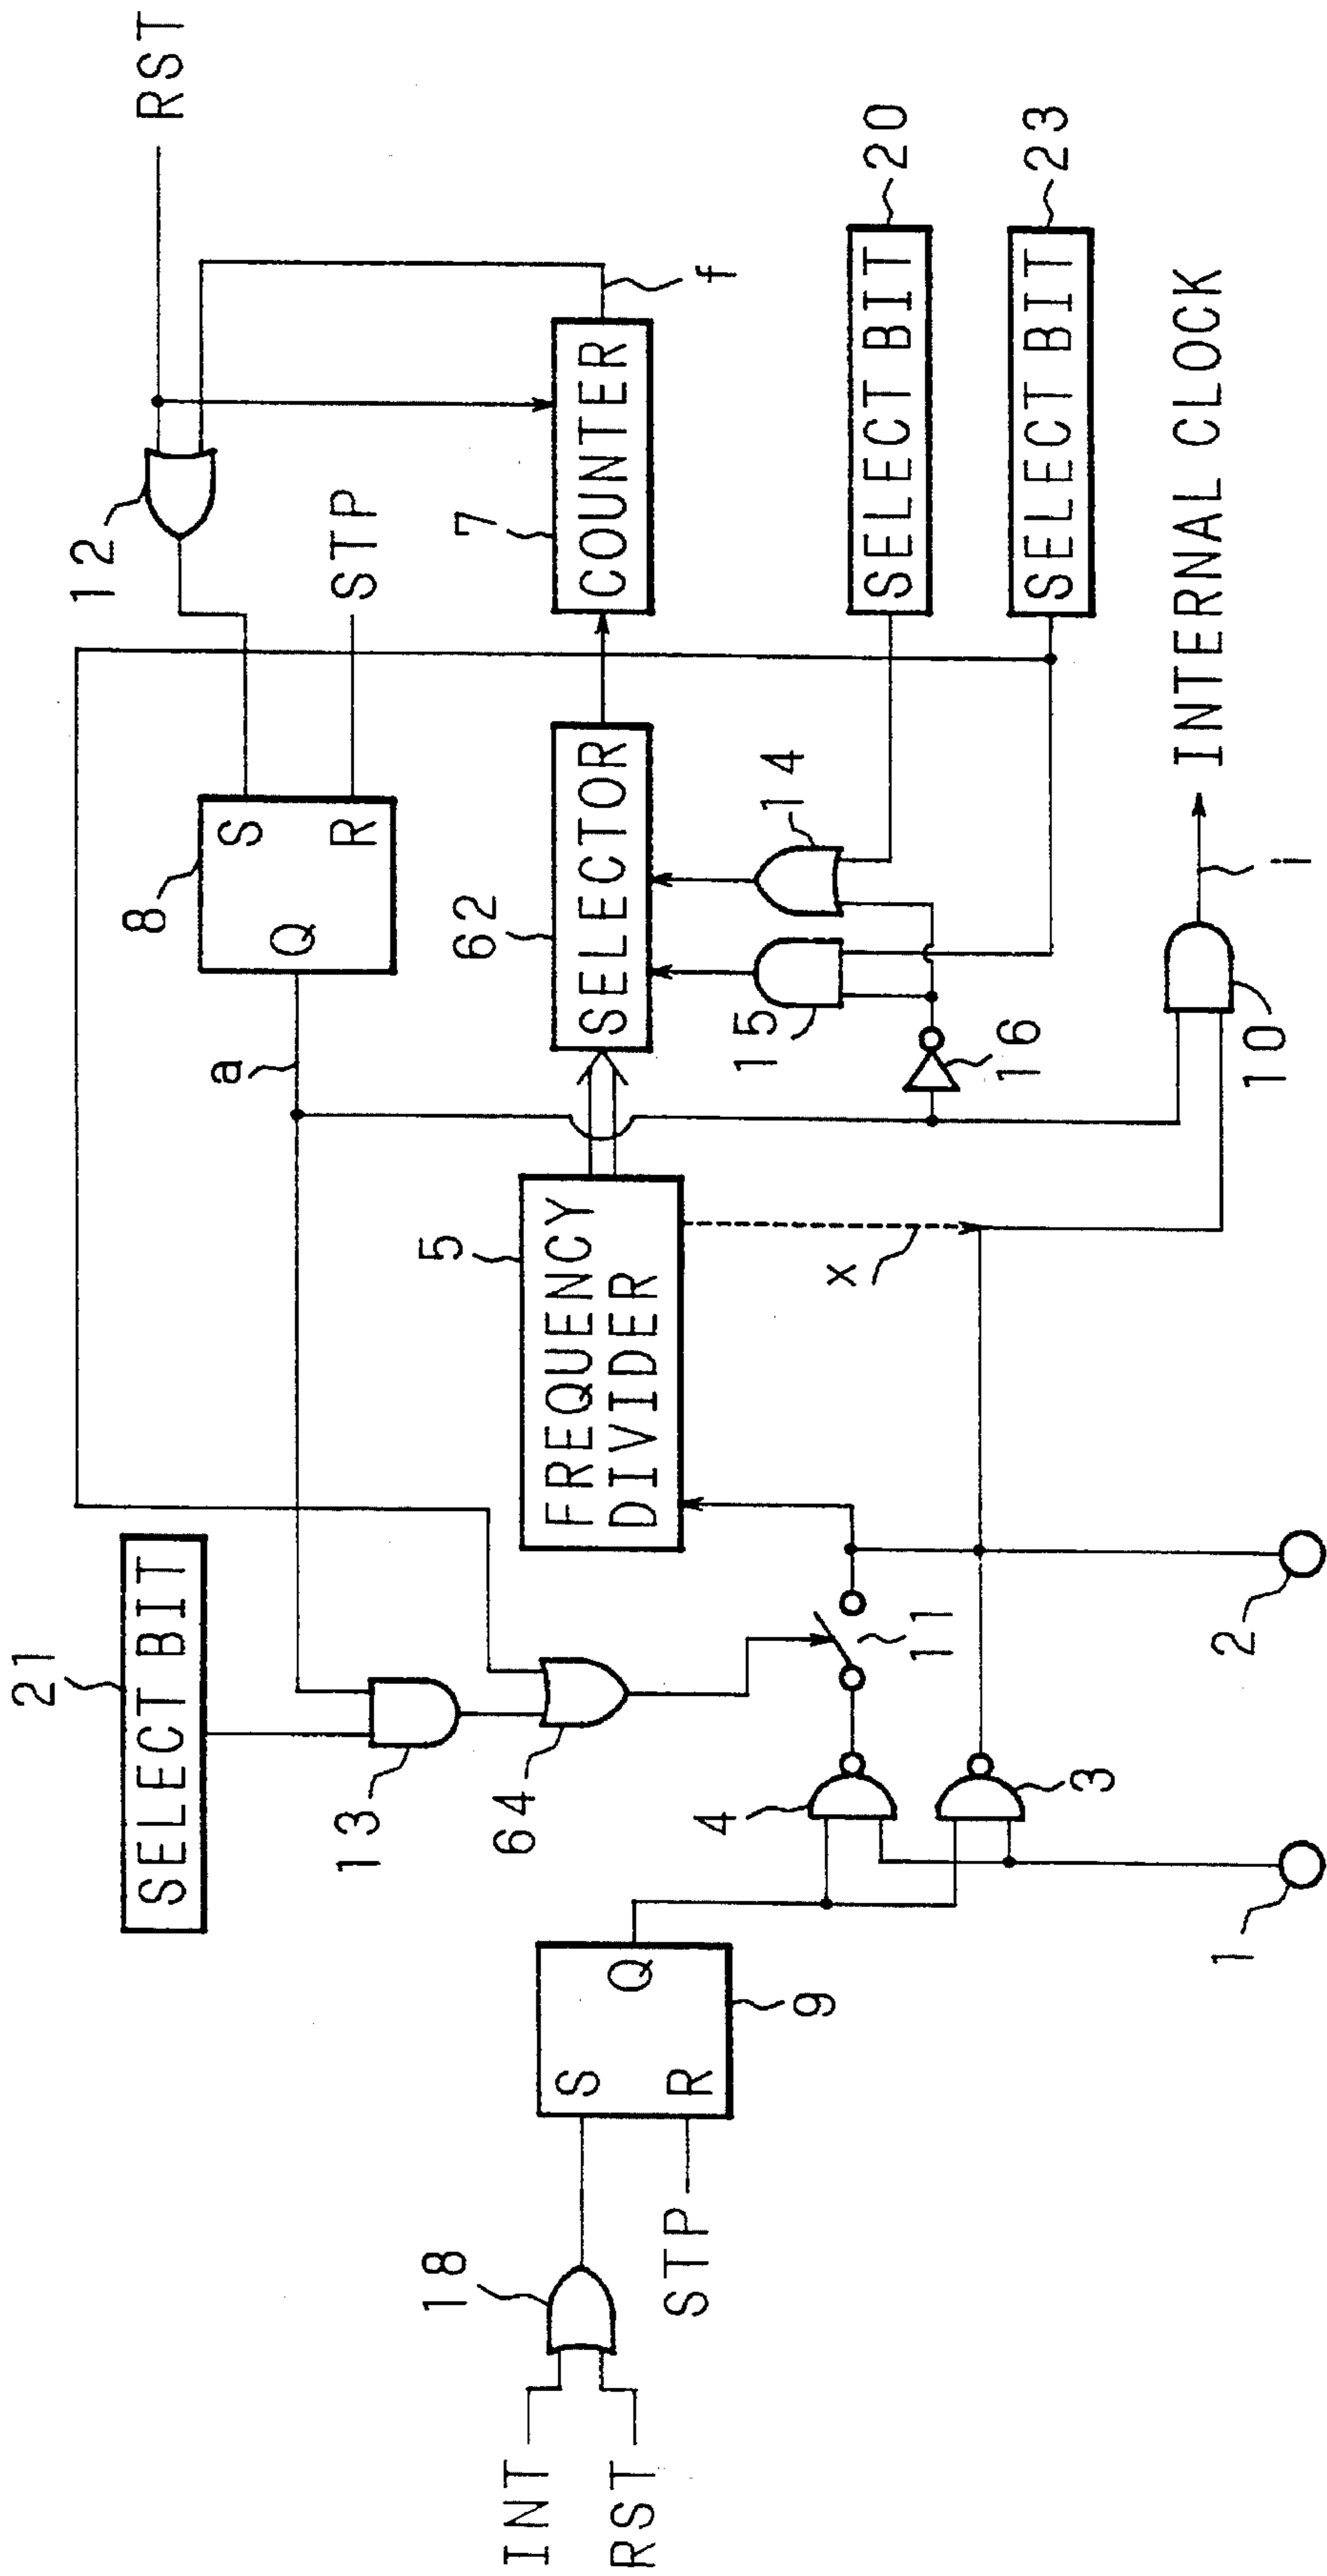 21
SELECT BIT
13
64
a
8
Q
S
R
12
RST
STP
5
FREQUENCY
DIVIDER
62
SELECTOR
7
COUNTER
f
INT
RST
18
S
Q
R
STP
9
4
3
11
x
15
14
16
SELECT BIT
20
SELECT BIT
23
1
2
10
i
INTERNAL CLOCK